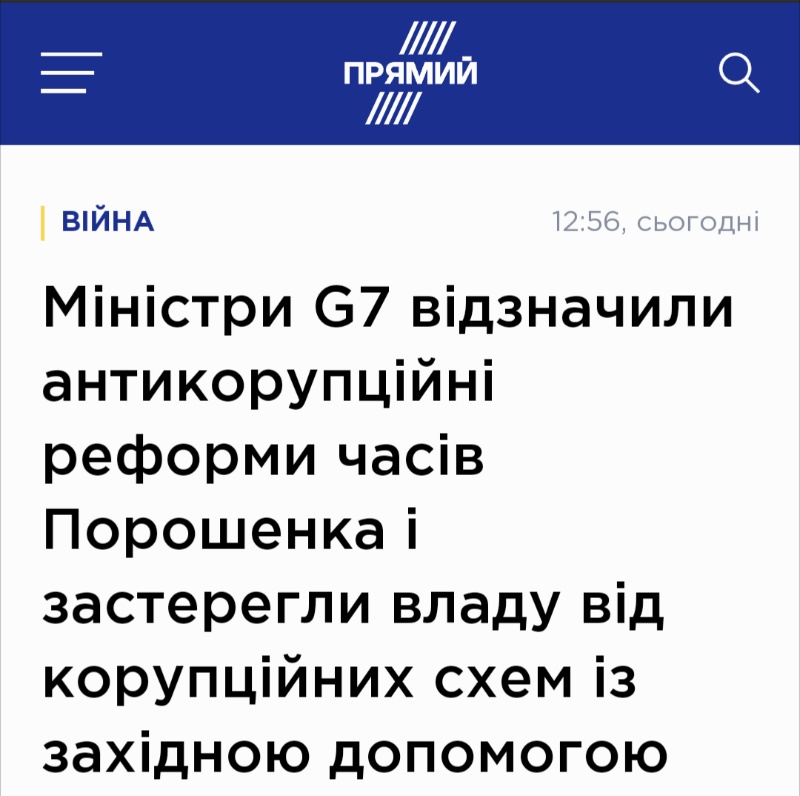 ПРЯМИЙ
ВІЙНА
12:56, сьогодні
Міністри G7 відзначили
антикорупційні
реформи часів
Порошенка і
застерегли владу від
корупційних схем із
західною допомогою